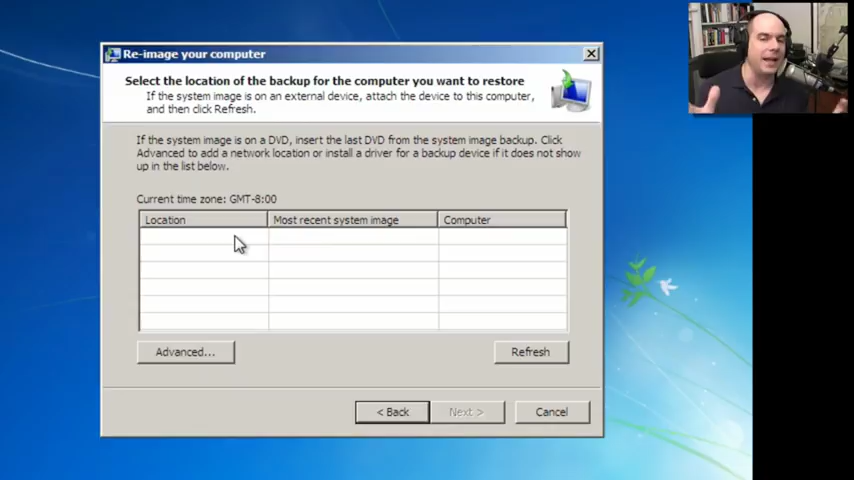 Re-image your computer
Select the location of the backup for the computer you want to restore
If the system image is on an external device, attach the device to this computer,
and then click Refresh.
If the system image is on a DVD, insert the last DVD from the system image backup. Click
Advanced to add a network location or install a driver for a backup device if it does not show
up in the list below.
Current time zone: GMT-8:00
Location Most recent system image Computer
Advanced... Refresh
< Back Next > Cancel